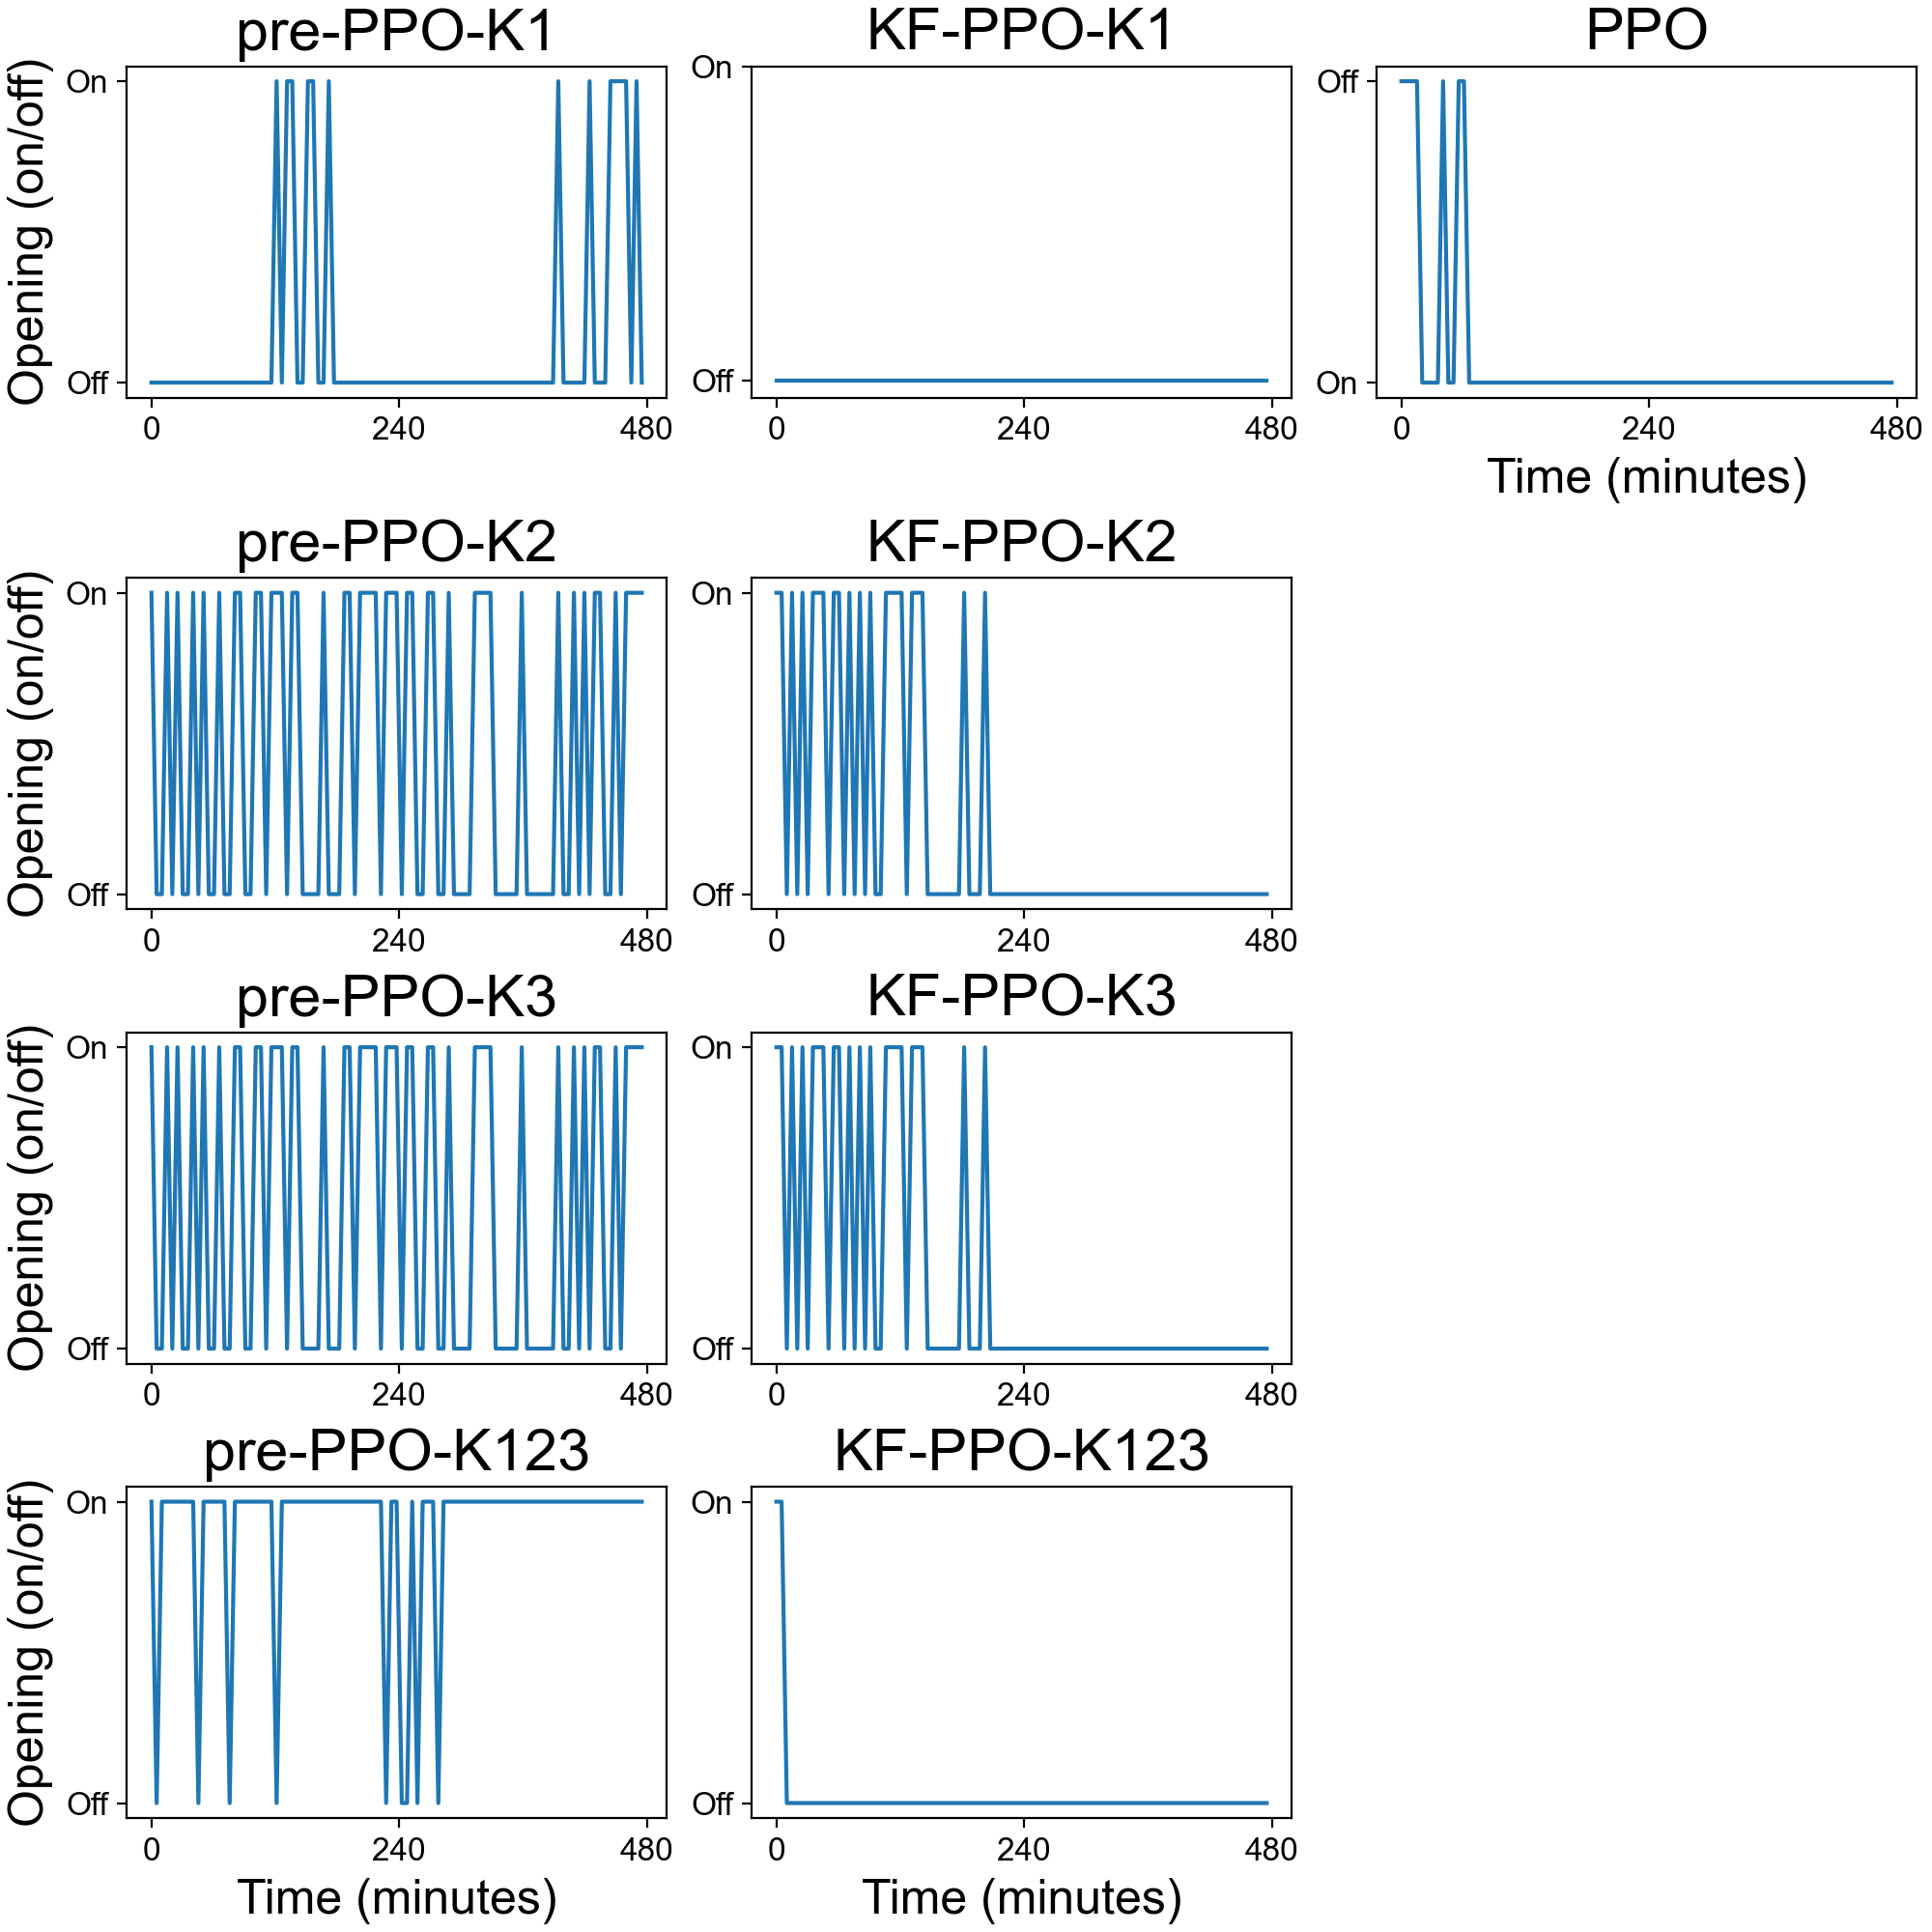 pre-PPO-K1
KF-PPO-K1
PPO
Opening (on/off)
On
Off
0 240 480
On
Off
0 240 480
Off
On
0 240 480
Time (minutes)
pre-PPO-K2
KF-PPO-K2
Opening (on/off)
On
Off
0 240 480
On
Off
0 240 480
pre-PPO-K3
KF-PPO-K3
Opening (on/off)
On
Off
0 240 480
On
Off
0 240 480
pre-PPO-K123
KF-PPO-K123
Opening (on/off)
On
Off
0 240 480
Time (minutes)
On
Off
0 240 480
Time (minutes)